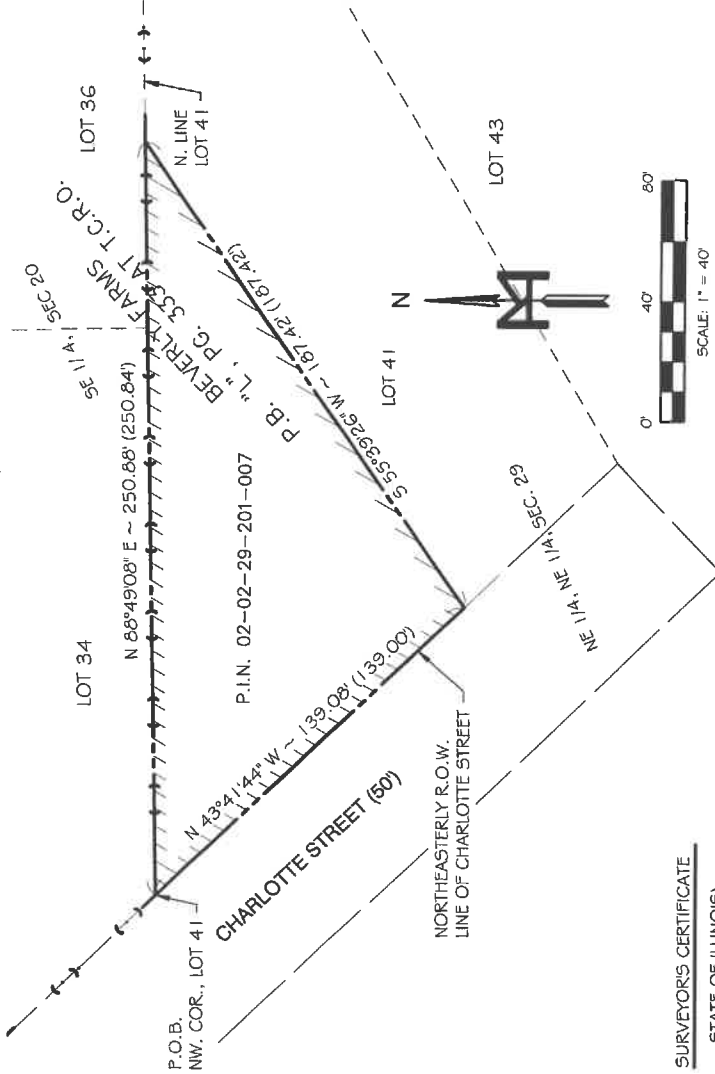 LOT 36
SE 1/4, SEC 20
N. LINE
LOT 41
BEVERLY FARMS
P.B. "L", PG. 333 AT T.C.R.O.
LOT 34
N 88°49'08" E ~ 250.88' (250.84')
P.I.N. 02-02-29-201-007
S 55°39'26" W ~ 187.42' (187.42')
LOT 43
N
LOT 41
P.O.B.
NW. COR., LOT 41
N 43°41'44" W ~ 139.08' (139.00')
CHARLOTTE STREET (50')
NE 1/4, NE 1/4, SEC. 29
NORTHEASTERLY R.O.W.
LINE OF CHARLOTTE STREET
0' 40' 80'
SCALE: 1" = 40'
SURVEYOR'S CERTIFICATE
STATE OF ILLINOIS)